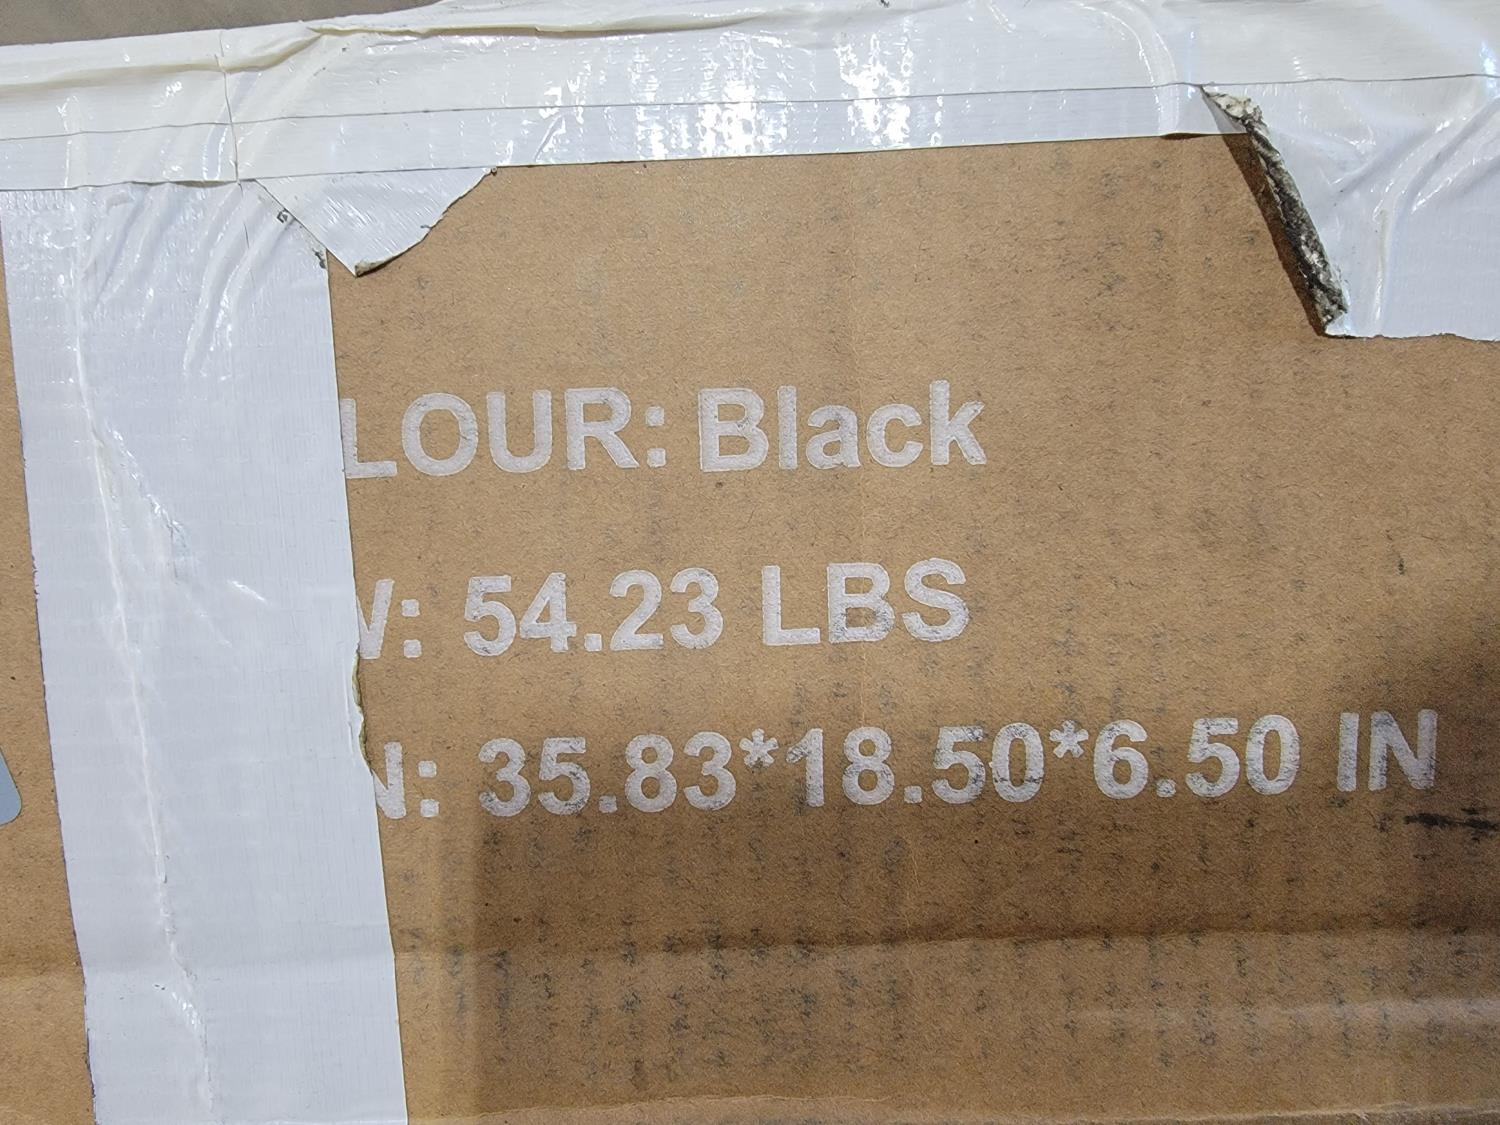 LOUR: Black
: 54.23 LBS
N: 35.83*18.50*6.50 IN